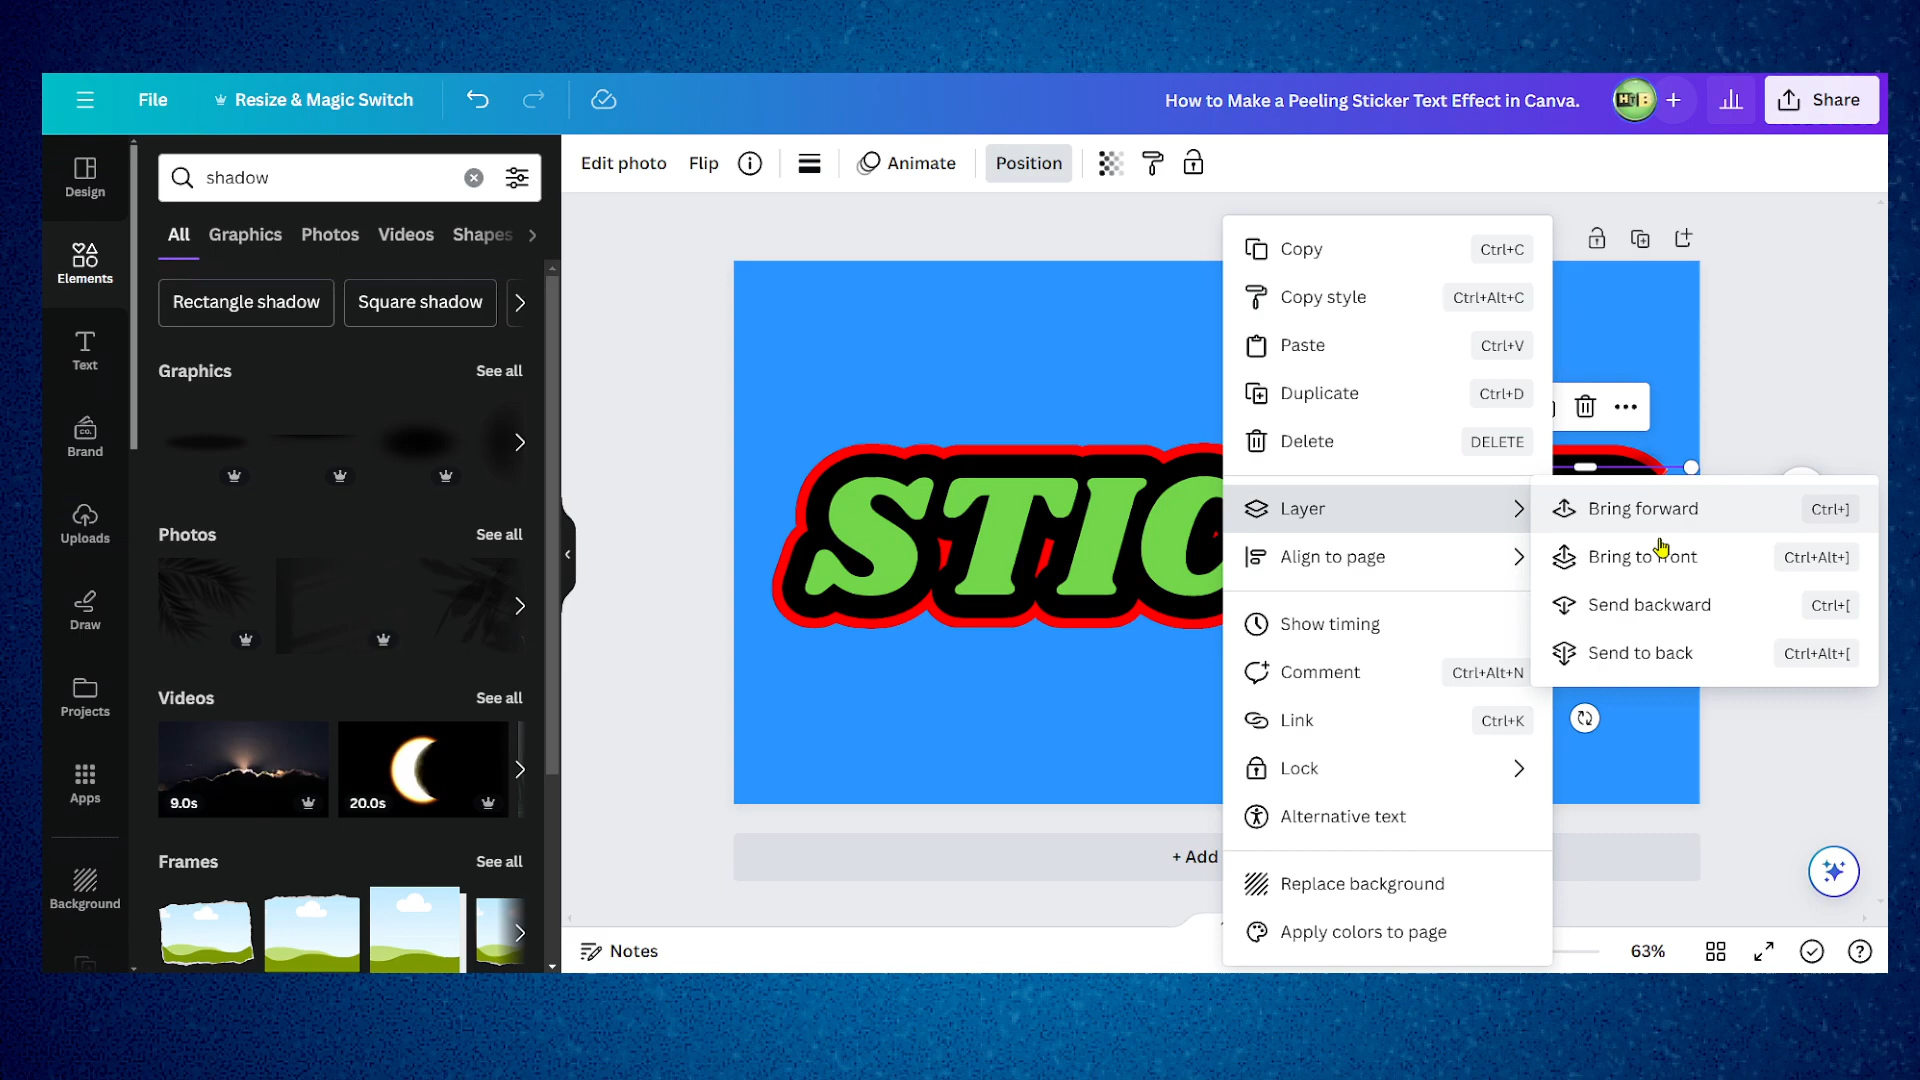 File
Resize & Magic Switch
How to Make a Peeling Sticker Text Effect in Canva.
Share
Design
Elements
Text
Brand
Uploads
Draw
Projects
Apps
Background
shadow
All
Graphics
Photos
Videos
Shapes
Rectangle shadow
Square shadow
Graphics
See all
Photos
See all
Videos
See all
9.0s
20.0s
Frames
See all
Edit photo
Flip
Animate
Position
STIC
+ Add
Copy
Ctrl+C
Copy style
Ctrl+Alt+C
Paste
Ctrl+V
Duplicate
Ctrl+D
Delete
DELETE
Layer
Align to page
Show timing
Comment
Ctrl+Alt+N
Link
Ctrl+K
Lock
Alternative text
Replace background
Apply colors to page
Bring forward
Ctrl+]
Bring to front
Ctrl+Alt+]
Send backward
Ctrl+[
Send to back
Ctrl+Alt+[
Notes
63%